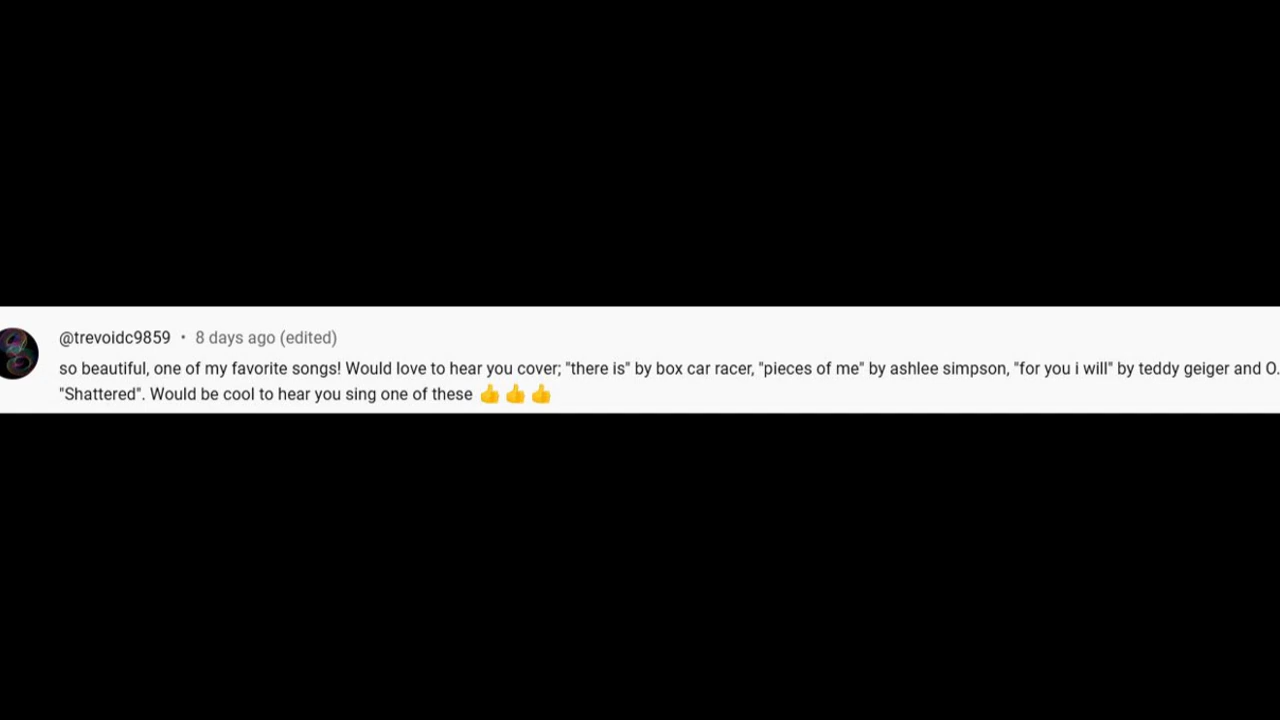 @trevoidc9859 • 8 days ago (edited)
so beautiful, one of my favorite songs! Would love to hear you cover; "there is" by box car racer, "pieces of me" by ashlee simpson, "for you i will" by teddy geiger and O.
"Shattered". Would be cool to hear you sing one of these 👍👍👍